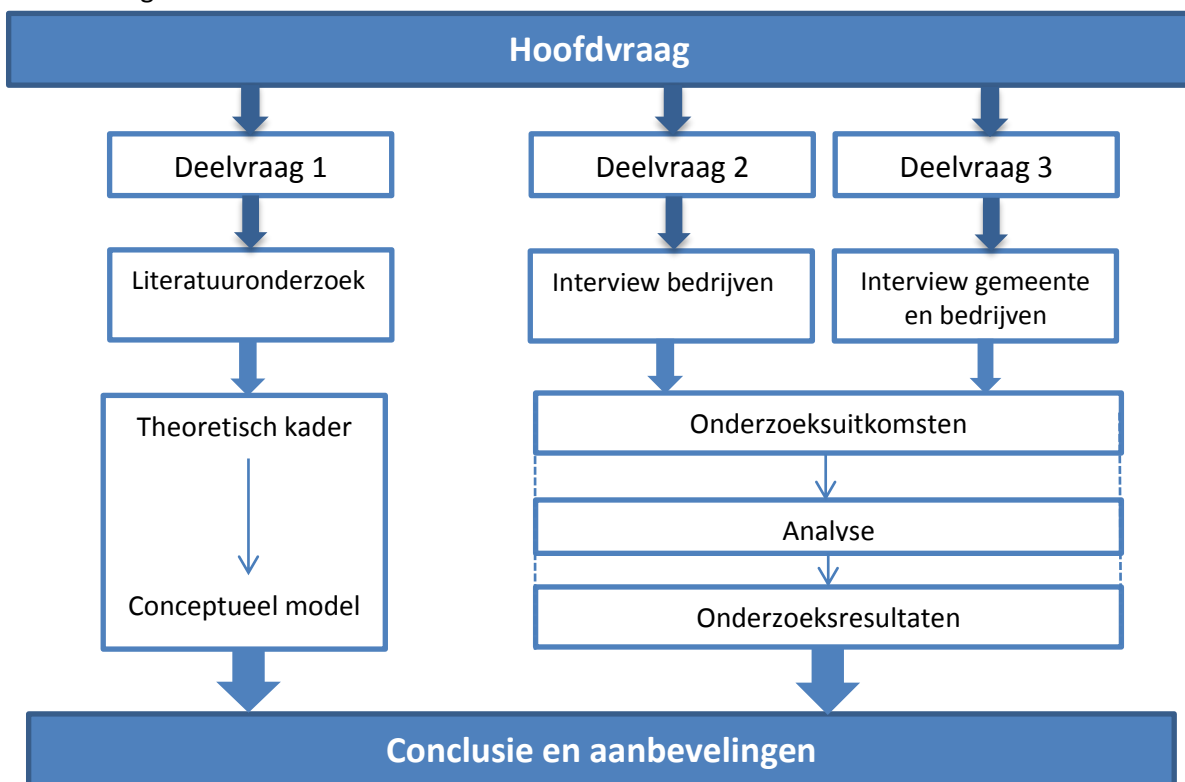 Hoofdvraag
Deelvraag 1
Deelvraag 2
Deelvraag 3
Literatuuronderzoek
Interview bedrijven
Interview gemeente
en bedrijven
Theoretisch kader
Conceptueel model
Onderzoeksuitkomsten
Analyse
Onderzoeksresultaten
Conclusie en aanbevelingen